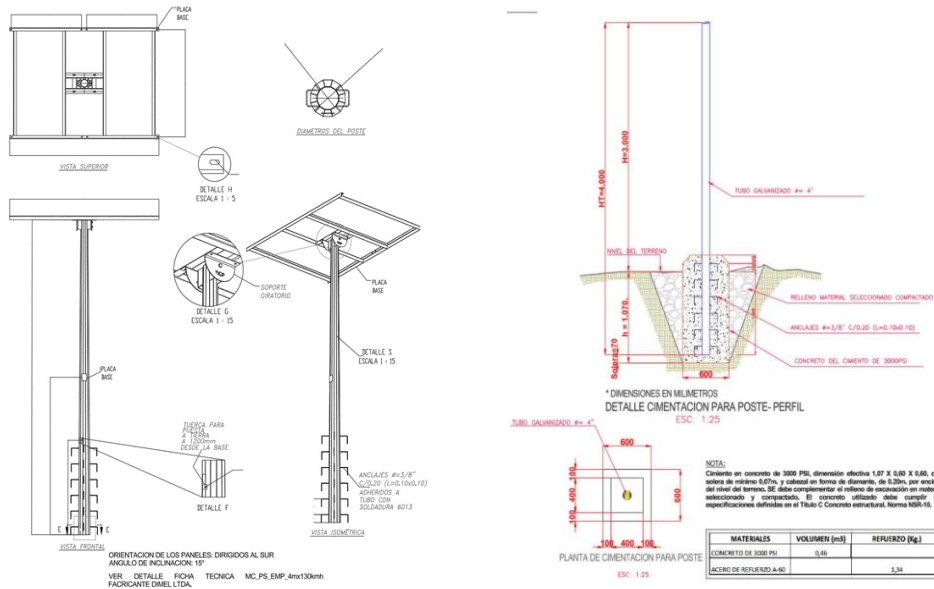 PLACA
BASE
VISTA SUPERIOR
DETALLE H
ESCALA 1 : 5
DIAMETROS DEL POSTE
DETALLE G
ESCALA 1 : 15
SOPORTE
GIRATORIO
PLACA
BASE
DETALLE S
ESCALA 1 : 15
PLACA
BASE
TUERCA PARA
PUESTA
A TIERRA
A 1200mm
DESDE LA BASE
DETALLE F
ANCLAJES #=3/8"
C/0.20 (L=0.10x0.10)
ADHERIDOS A
TUBO CON
SOLDADURA 6013
E E
VISTA FRONTAL
VISTA ISOMÉTRICA
ORIENTACION DE LOS PANELES: DIRIGIDOS AL SUR
ANGULO DE INCLINACION: 15°
VER DETALLE FICHA TECNICA MC_PS_EMP_4mx130kmh
FACRICANTE DIMEL LTDA.
HT=4.000
H=3.000
TUBO GALVANIZADO #= 4"
NIVEL DEL TERRENO
h = 1.070.
RELLENO MATERIAL SELECCIONADO COMPACTADO
ANCLAJES #=3/8" C/0.20 (L=0.10x0.10)
CONCRETO DEL CIMIENTO DE 3000PSI
Solera=70
600
* DIMENSIONES EN MILIMETROS
DETALLE CIMENTACION PARA POSTE- PERFIL
ESC: 1:25
TUBO GALVANIZADO #= 4"
600
100
400
100
600
100 400 100
PLANTA DE CIMENTACION PARA POSTE
ESC: 1:25
NOTA:
Cimiento en concreto de 3000 PSI, dimensión efectiva 1,07 X 0,60 X 0,60,
solera de mínimo 0,07m, y cabezal en forma de diamante, de 0,20m, por
del nivel del terreno. SE debe complementar el relleno de excavación en
seleccionado y compactado. El concreto utilizado debe cumplir
especificaciones definidas en el Título C Concreto estructural. Norma NSR-10.
MATERIALES VOLUMEN (m3) REFUERZO (Kg.)
CONCRETO DE 3000 PSI 0,46
ACERO DE REFUERZO A-60 3,34